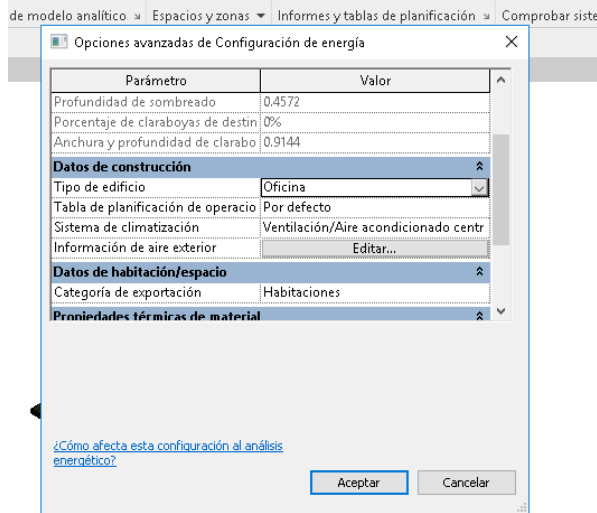 de modelo analítico Espacios y zonas Informes y tablas de planificación Comprobar siste
Opciones avanzadas de Configuración de energía
Parámetro Valor
Profundidad de sombreado 0.4572
Porcentaje de claraboyas de destin 0%
Anchura y profundidad de clarabo 0.9144
Datos de construcción
Tipo de edificio Oficina
Tabla de planificación de operacio Por defecto
Sistema de climatización Ventilación/Aire acondicionado centr
Información de aire exterior Editar...
Datos de habitación/espacio
Categoría de exportación Habitaciones
Propiedades térmicas de material
¿Cómo afecta esta configuración al análisis
energético?
Aceptar Cancelar